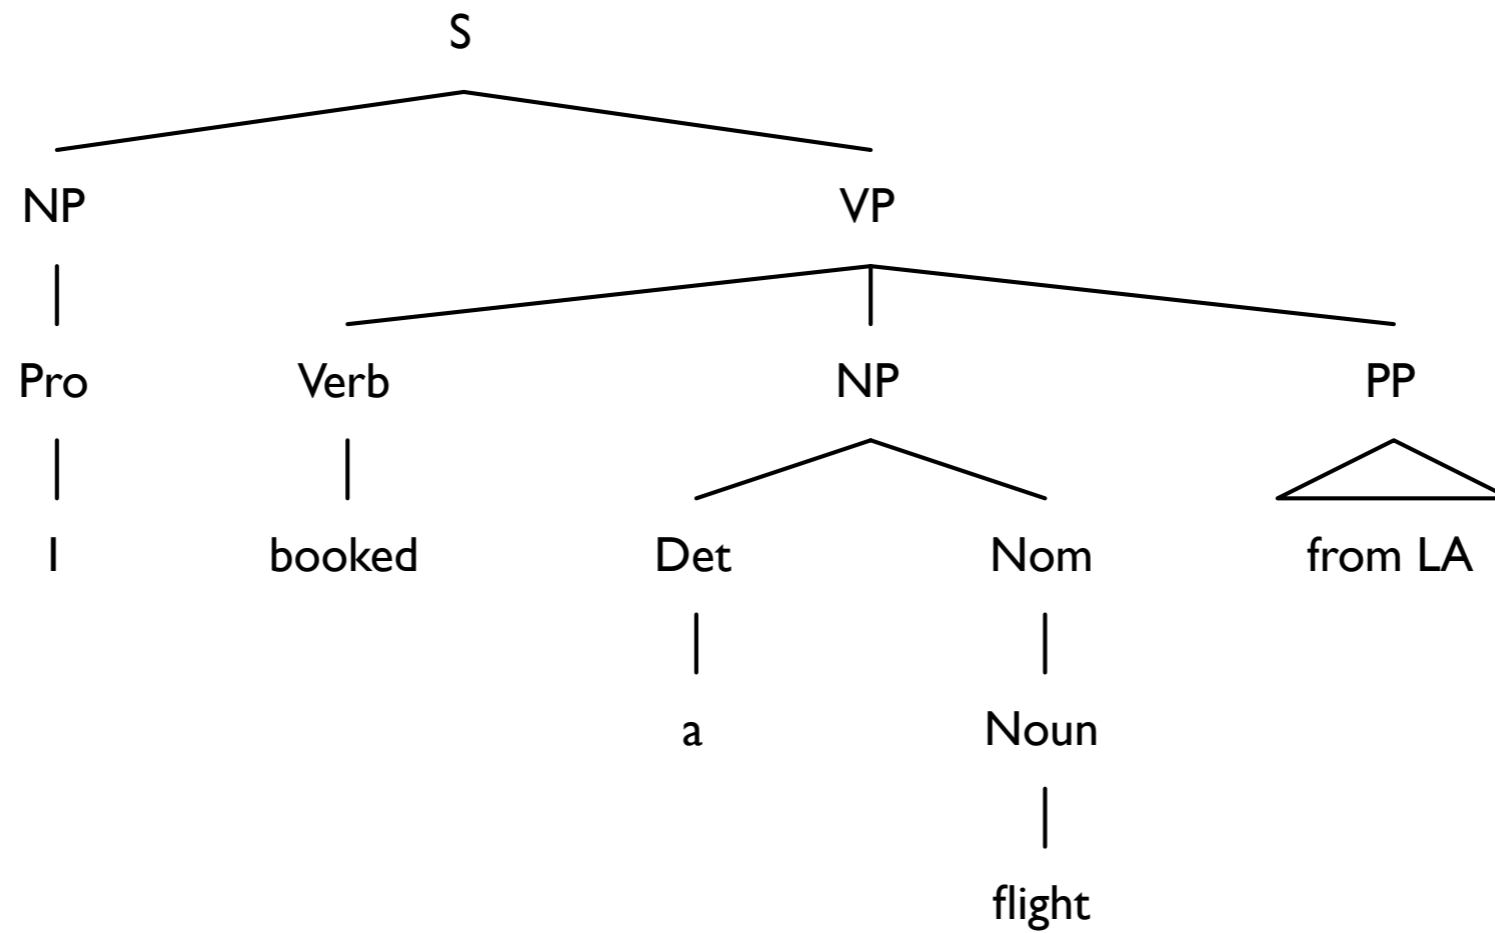 S
NP VP
Pro Verb NP PP
I booked Det Nom from LA
a Noun
flight